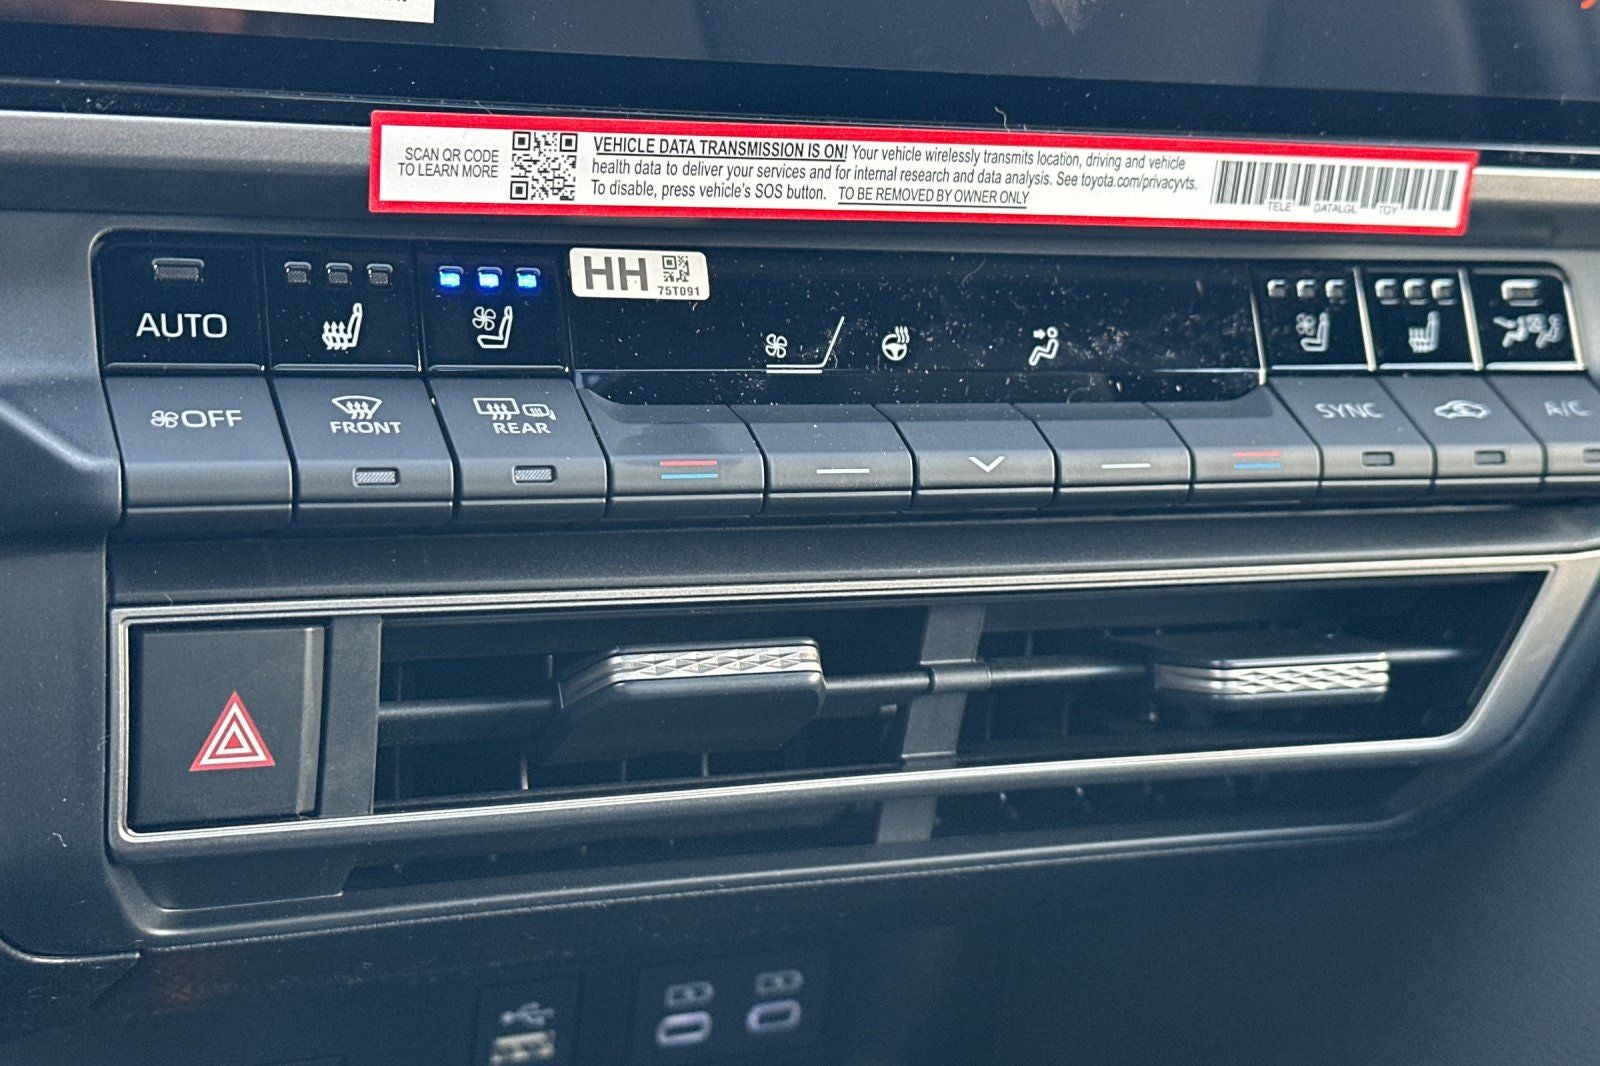 SCAN QR CODE
TO LEARN MORE
VEHICLE DATA TRANSMISSION IS ON! Your vehicle wirelessly transmits location, driving and vehicle
health data to deliver your services and for internal research and data analysis. See toyota.com/privacyvts.
To disable, press vehicle's SOS button. TO BE REMOVED BY OWNER ONLY
TELE DATALGL TOY
HH
75T091
AUTO
OFF
FRONT
REAR
SYNC
A/C